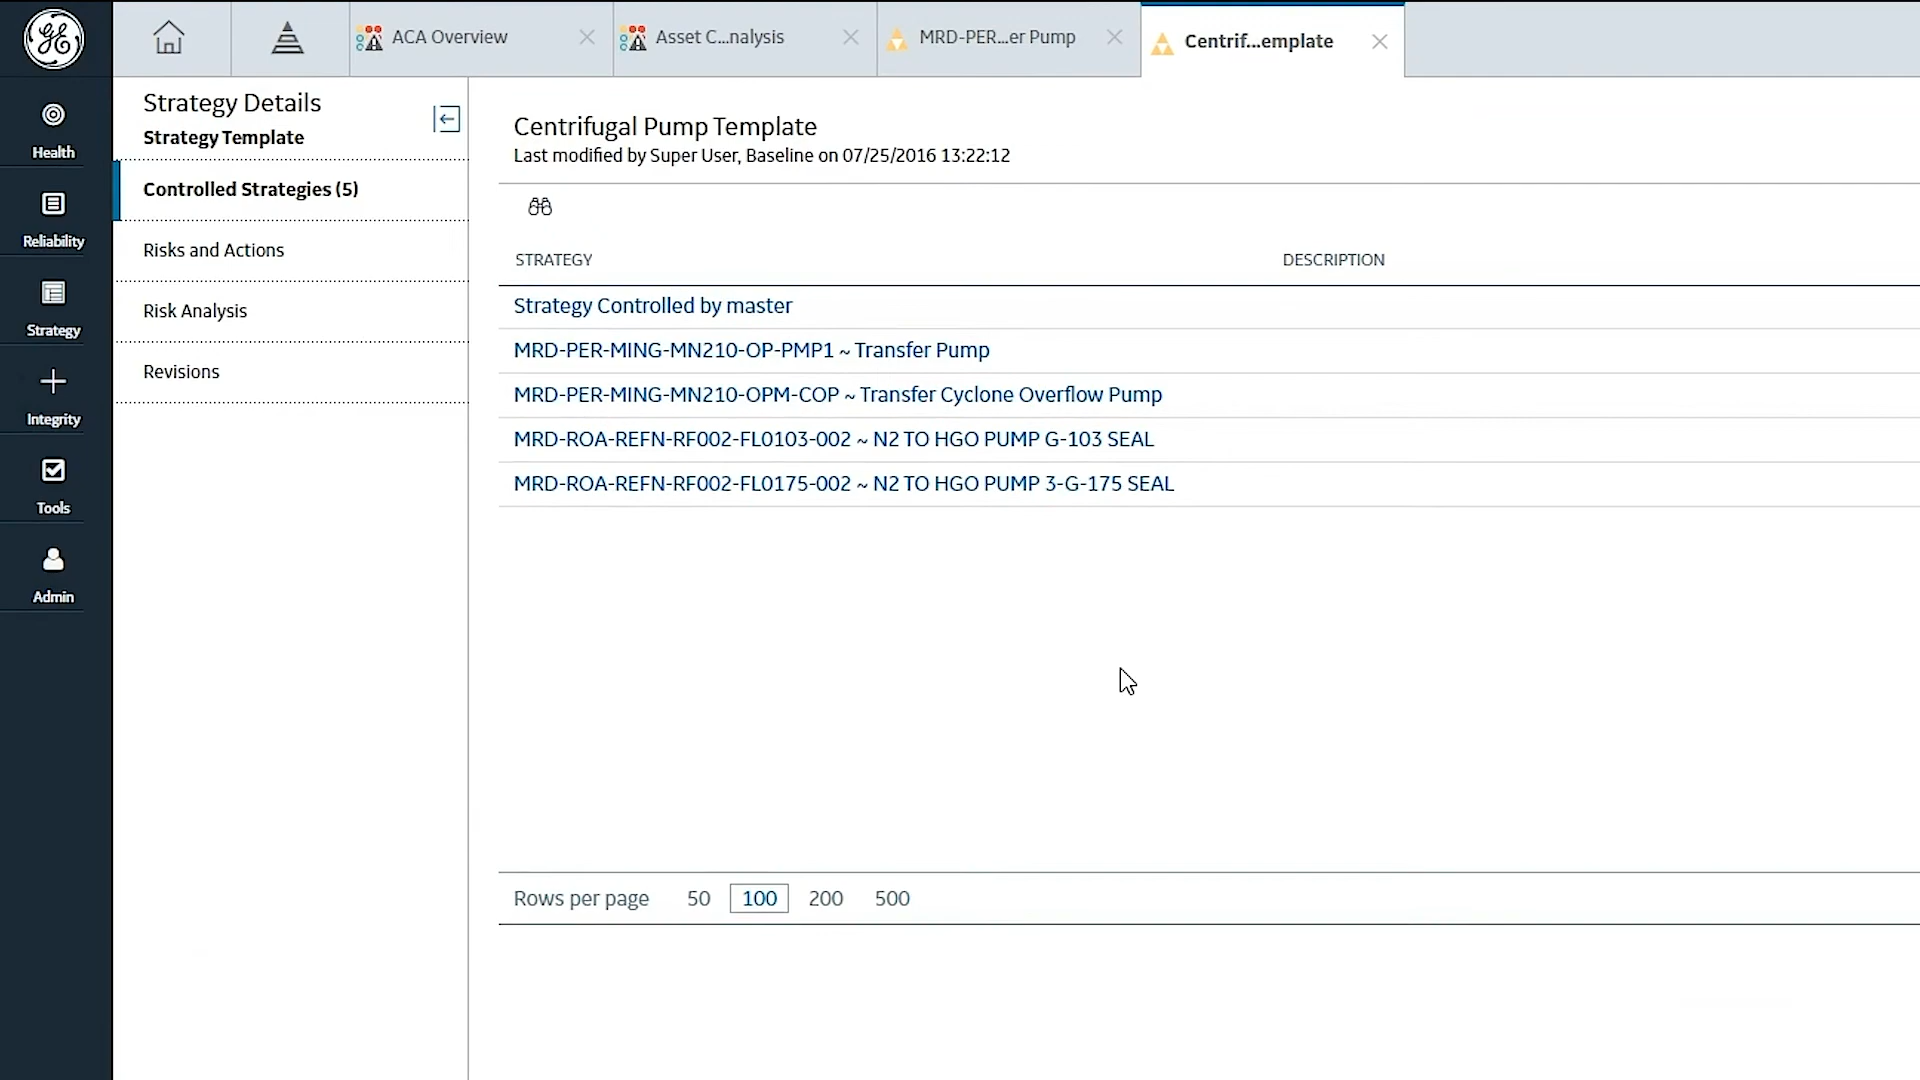 ACA Overview
Asset C...nalysis
MRD-PER...er Pump
Centrif...emplate
Health
Reliability
Strategy
Integrity
Tools
Admin
Strategy Details
Strategy Template
Controlled Strategies (5)
Risks and Actions
Risk Analysis
Revisions
Centrifugal Pump Template
Last modified by Super User, Baseline on 07/25/2016 13:22:12
STRATEGY DESCRIPTION
Strategy Controlled by master
MRD-PER-MING-MN210-OP-PMP1 ~ Transfer Pump
MRD-PER-MING-MN210-OPM-COP ~ Transfer Cyclone Overflow Pump
MRD-ROA-REFN-RF002-FL0103-002 ~ N2 TO HGO PUMP G-103 SEAL
MRD-ROA-REFN-RF002-FL0175-002 ~ N2 TO HGO PUMP 3-G-175 SEAL
Rows per page 50 100 200 500